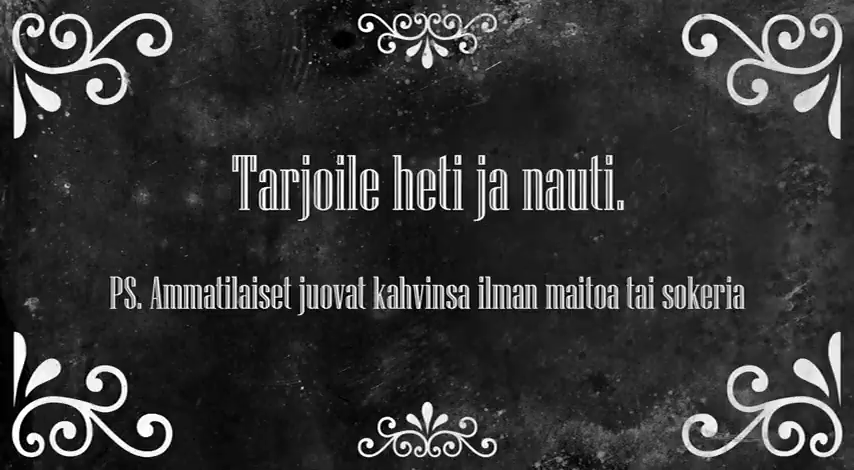 Tarjoile heti ja nauti.
PS. Ammatilaiset juovat kahvinsa ilman maitoa tai sokeria